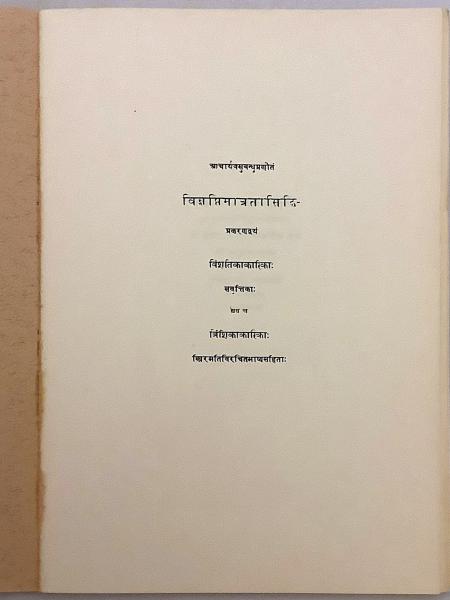 आचार्यवसुबन्धुप्रणीतं
विज्ञप्तिमात्रतासिद्धि-
प्रकरणद्वयं
विंशतिकाकारिकाः
सवृत्तिकाः
च
त्रिंशिकाकारिकाः
स्थिरमतिविरचितभाष्यसहिताः